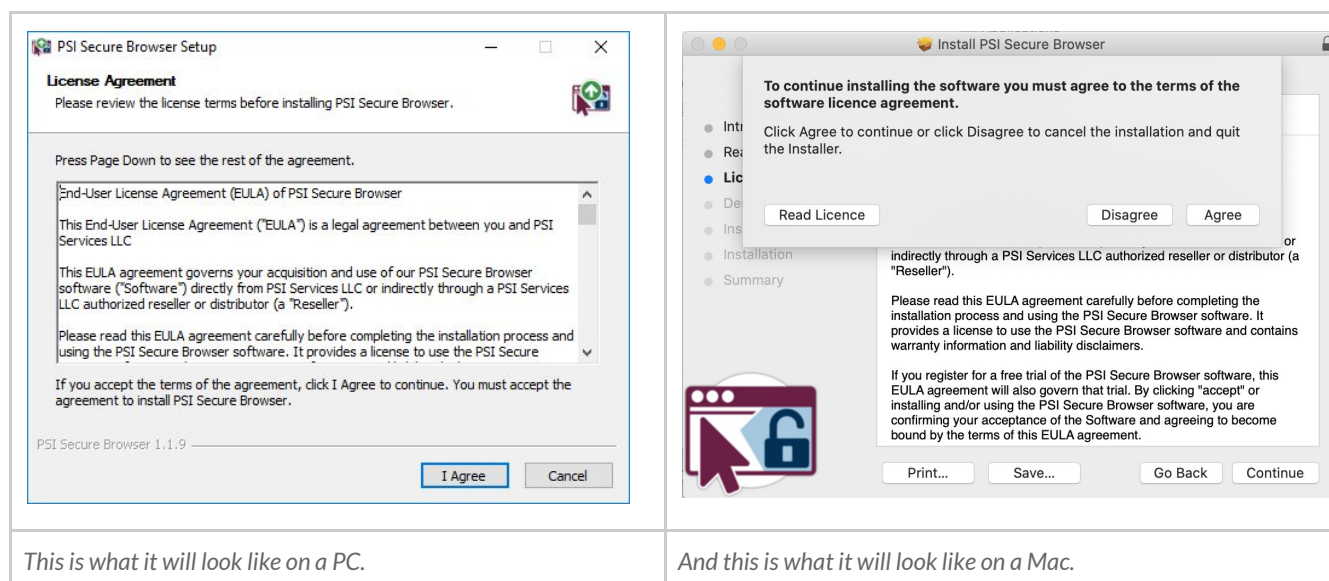 PSI Secure Browser Setup
License Agreement
Please review the license terms before installing PSI Secure Browser.
Press Page Down to see the rest of the agreement.
End-User License Agreement (EULA) of PSI Secure Browser
This End-User License Agreement ("EULA") is a legal agreement between you and PSI
Services LLC
This EULA agreement governs your acquisition and use of our PSI Secure Browser
software ("Software") directly from PSI Services LLC or indirectly through a PSI Services
LLC authorized reseller or distributor (a "Reseller").
Please read this EULA agreement carefully before completing the installation process and
using the PSI Secure Browser software. It provides a license to use the PSI Secure
If you accept the terms of the agreement, click I Agree to continue. You must accept the
agreement to install PSI Secure Browser.
PSI Secure Browser 1.1.9
I Agree
Cancel
This is what it will look like on a PC.
Install PSI Secure Browser
To continue installing the software you must agree to the terms of the
software licence agreement.
Click Agree to continue or click Disagree to cancel the installation and quit
the Installer.
Read Licence
Disagree
Agree
Int
Rea
Lic
De
Ins
Installation
Summary
or
indirectly through a PSI Services LLC authorized reseller or distributor (a
"Reseller").
Please read this EULA agreement carefully before completing the
installation process and using the PSI Secure Browser software. It
provides a license to use the PSI Secure Browser software and contains
warranty information and liability disclaimers.
If you register for a free trial of the PSI Secure Browser software, this
EULA agreement will also govern that trial. By clicking "accept" or
installing and/or using the PSI Secure Browser software, you are
confirming your acceptance of the Software and agreeing to become
bound by the terms of this EULA agreement.
Print...
Save...
Go Back
Continue
And this is what it will look like on a Mac.